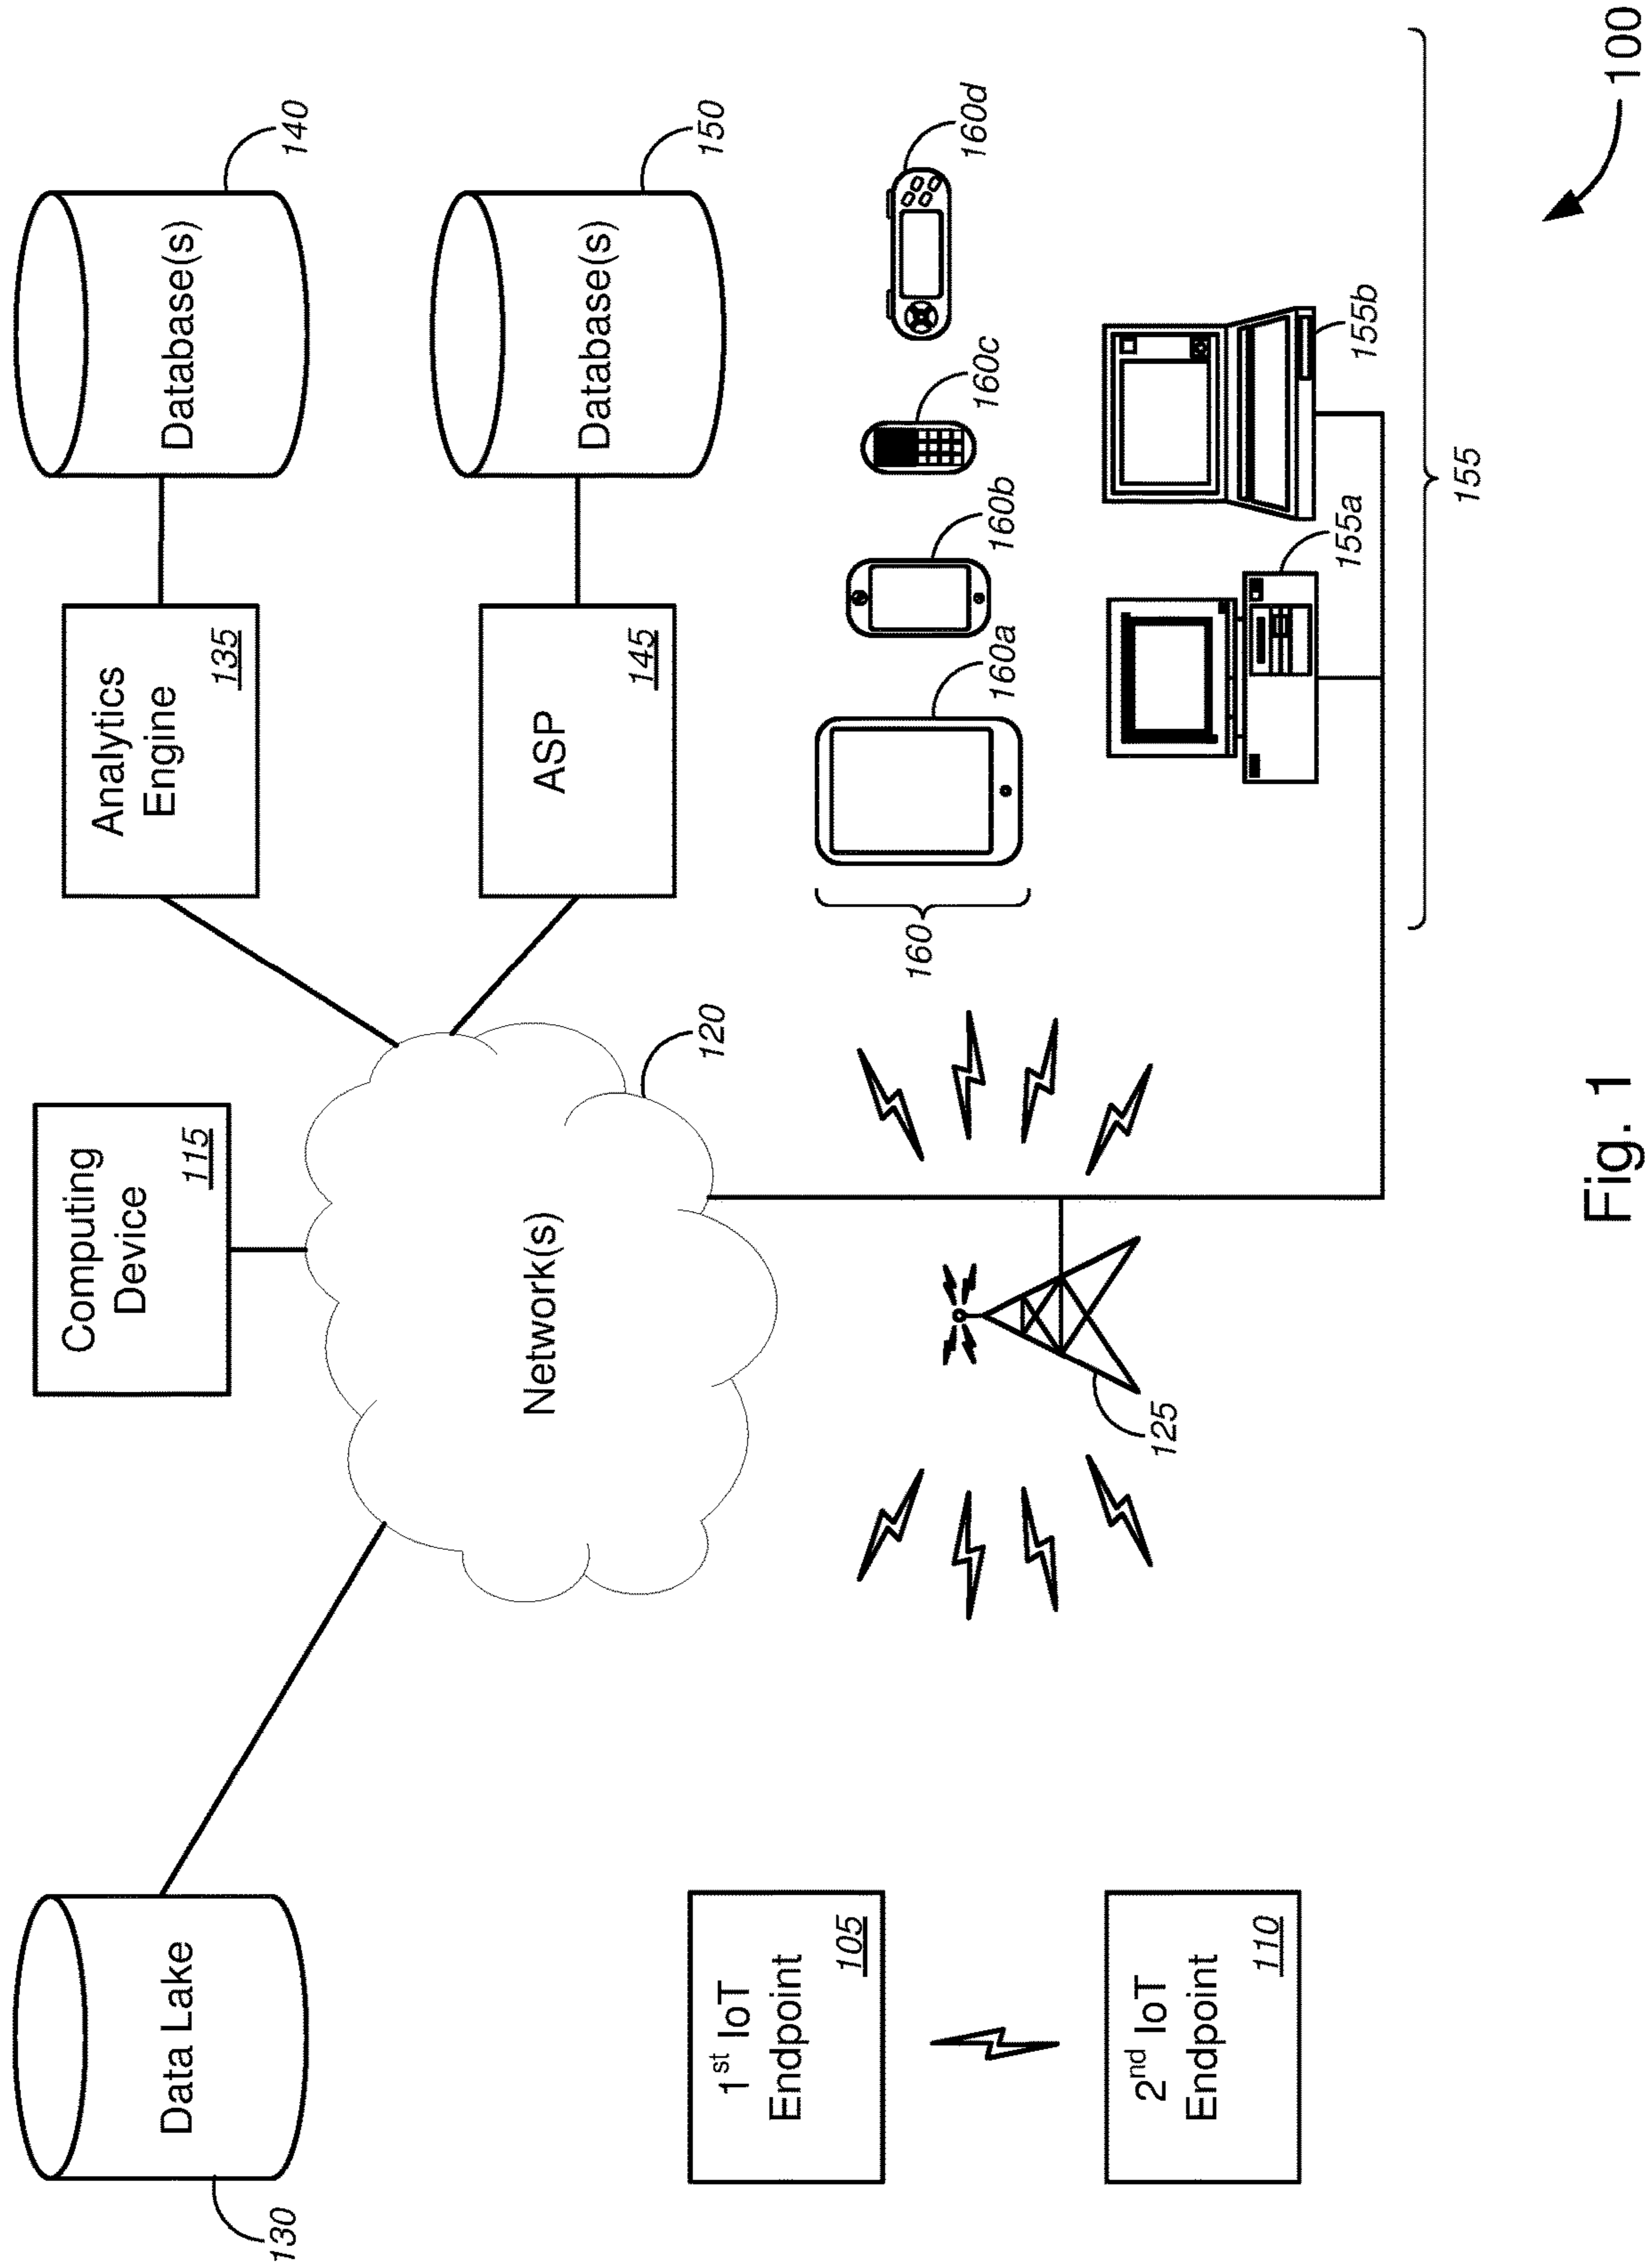 130
Data Lake
Computing
Device
115
Analytics
Engine
135
Database(s)
140
Network(s)
120
ASP
145
Database(s)
150
1st IoT
Endpoint
105
2nd IoT
Endpoint
110
125
160
160a
160b
160c
160d
155a
155b
155
100
Fig. 1